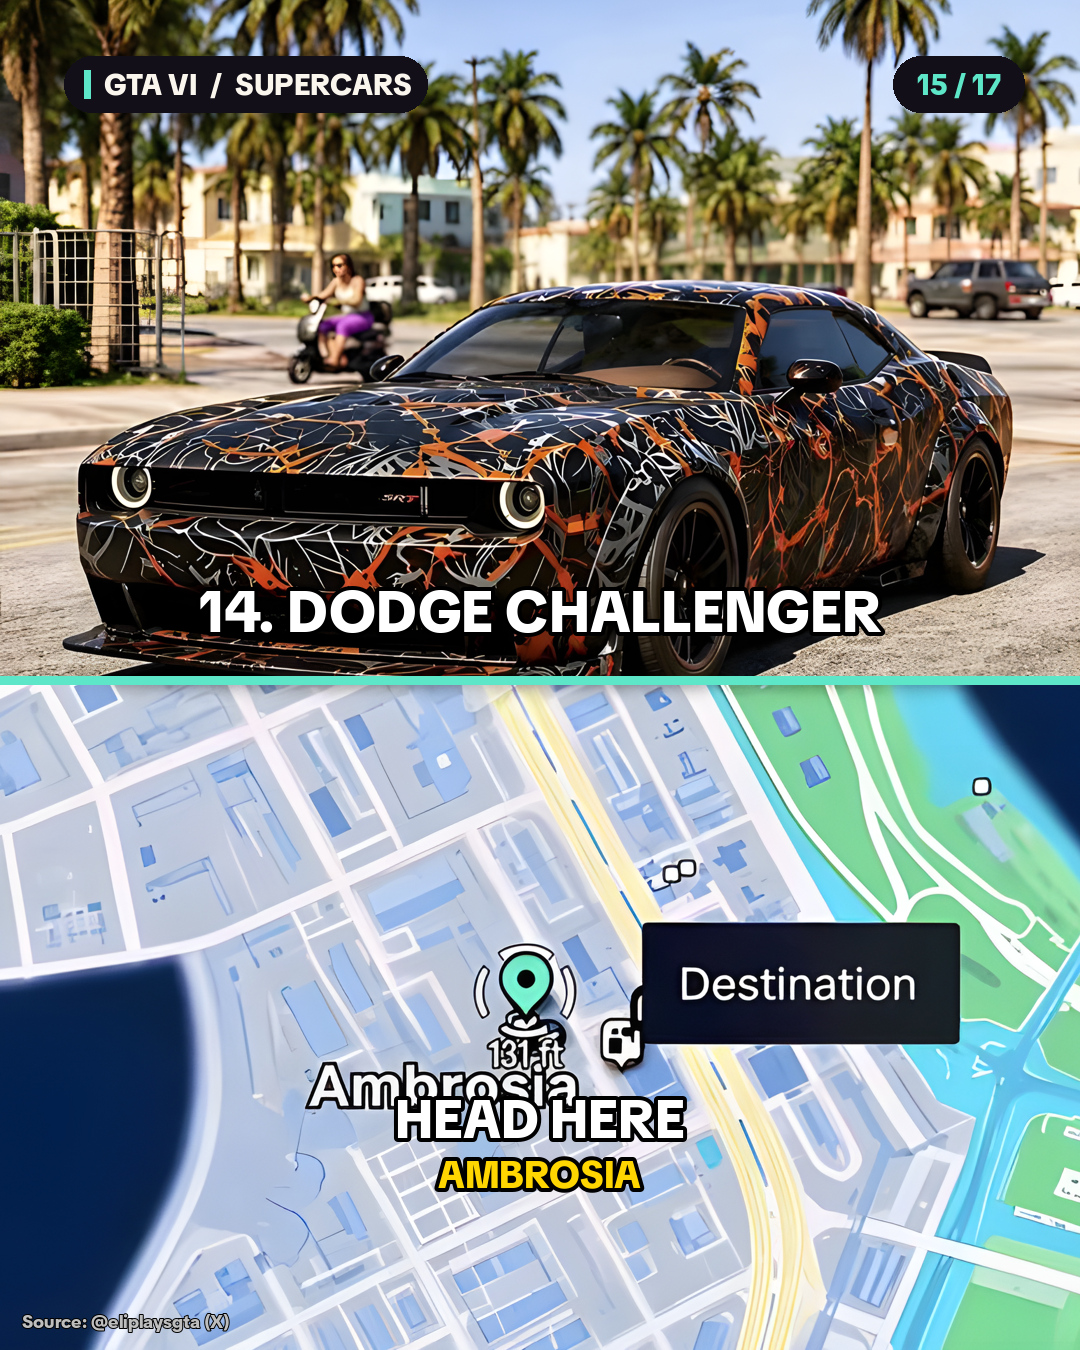 GTA VI / SUPERCARS
15 / 17
SRT
14. DODGE CHALLENGER
Destination
131 ft
Ambrosia
HEAD HERE
AMBROSIA
Source: @eliplaysgta (X)